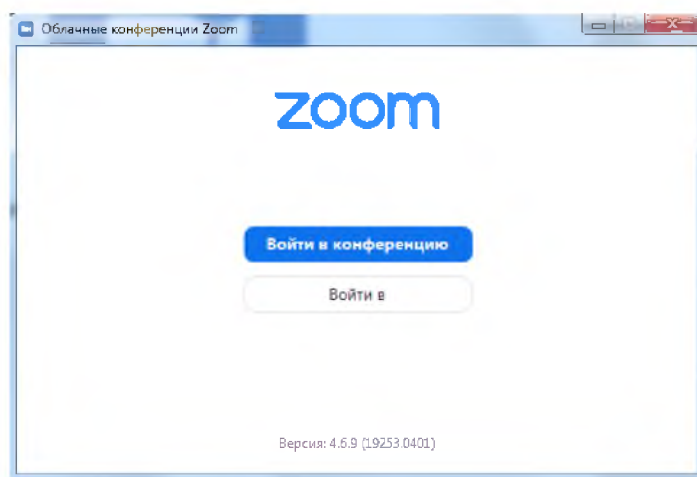 Облачные конференции Zoom
zoom
Войти в конференцию
Войти в
Версия: 4.6.9 (19253.0401)